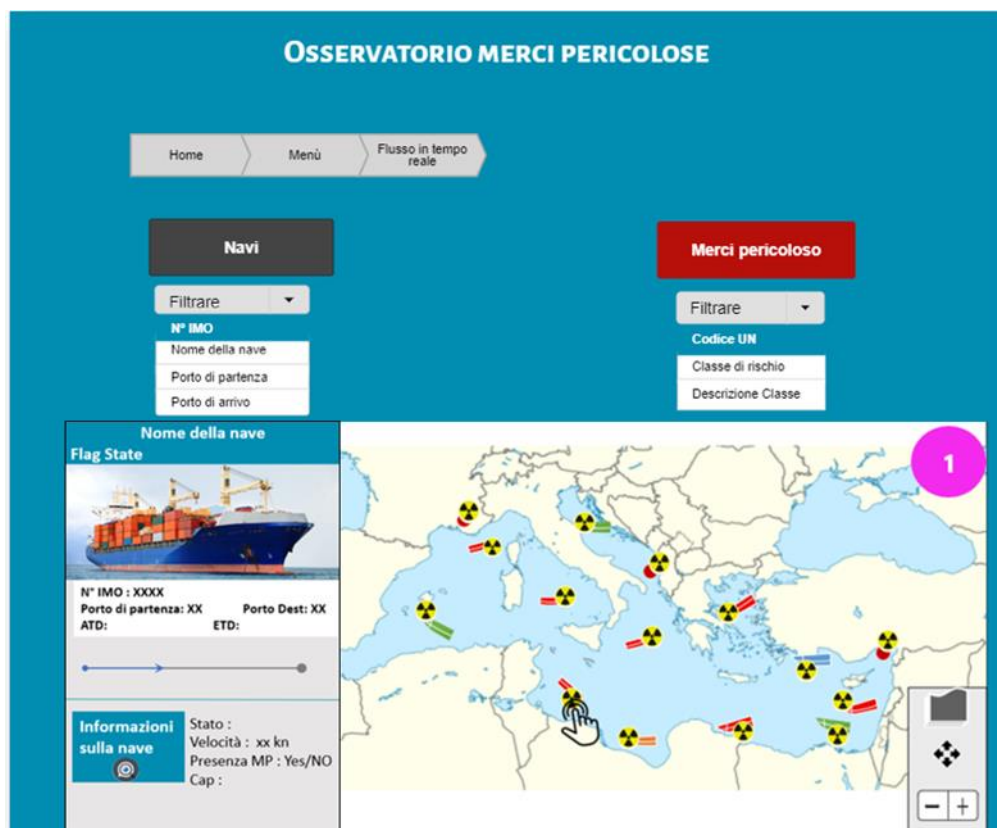 OSSERVATORIO MERCI PERICOLOSE
Home
Menù
Flusso in tempo
reale
Navi
Filtrare
N° IMO
Nome della nave
Porto di partenza
Porto di arrivo
Merci pericoloso
Filtrare
Codice UN
Classe di rischio
Descrizione Classe
Nome della nave
Flag State
N° IMO : XXXX
Porto di partenza: XX Porto Dest: XX
ATD: ETD:
Informazioni
sulla nave
Stato :
Velocità : xx kn
Presenza MP : Yes/NO
Cap :
1